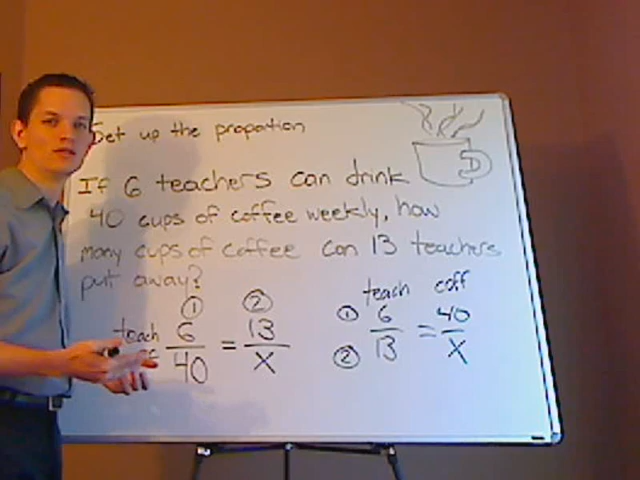 Set up the proportion
If 6 teachers can drink
40 cups of coffee weekly, how
many cups of coffee can 13 teachers
put away?
① ②
teach 6/40 = 13/X
teach coff
① 6 40
② 13 = X